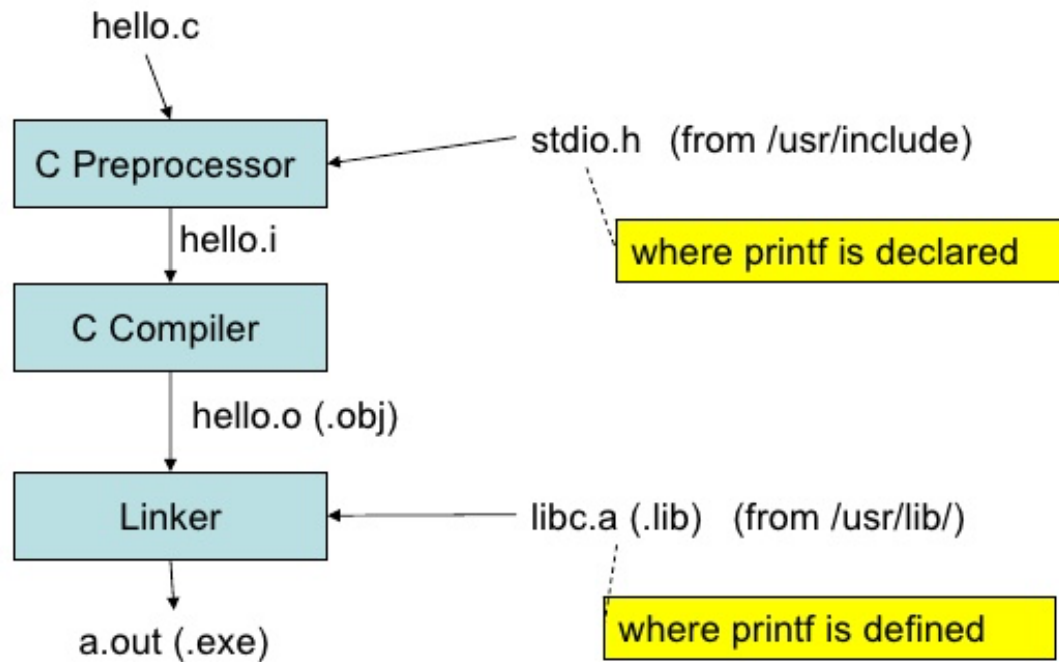 hello.c
C Preprocessor
stdio.h (from /usr/include)
where printf is declared
hello.i
C Compiler
hello.o (.obj)
Linker
libc.a (.lib) (from /usr/lib/)
where printf is defined
a.out (.exe)